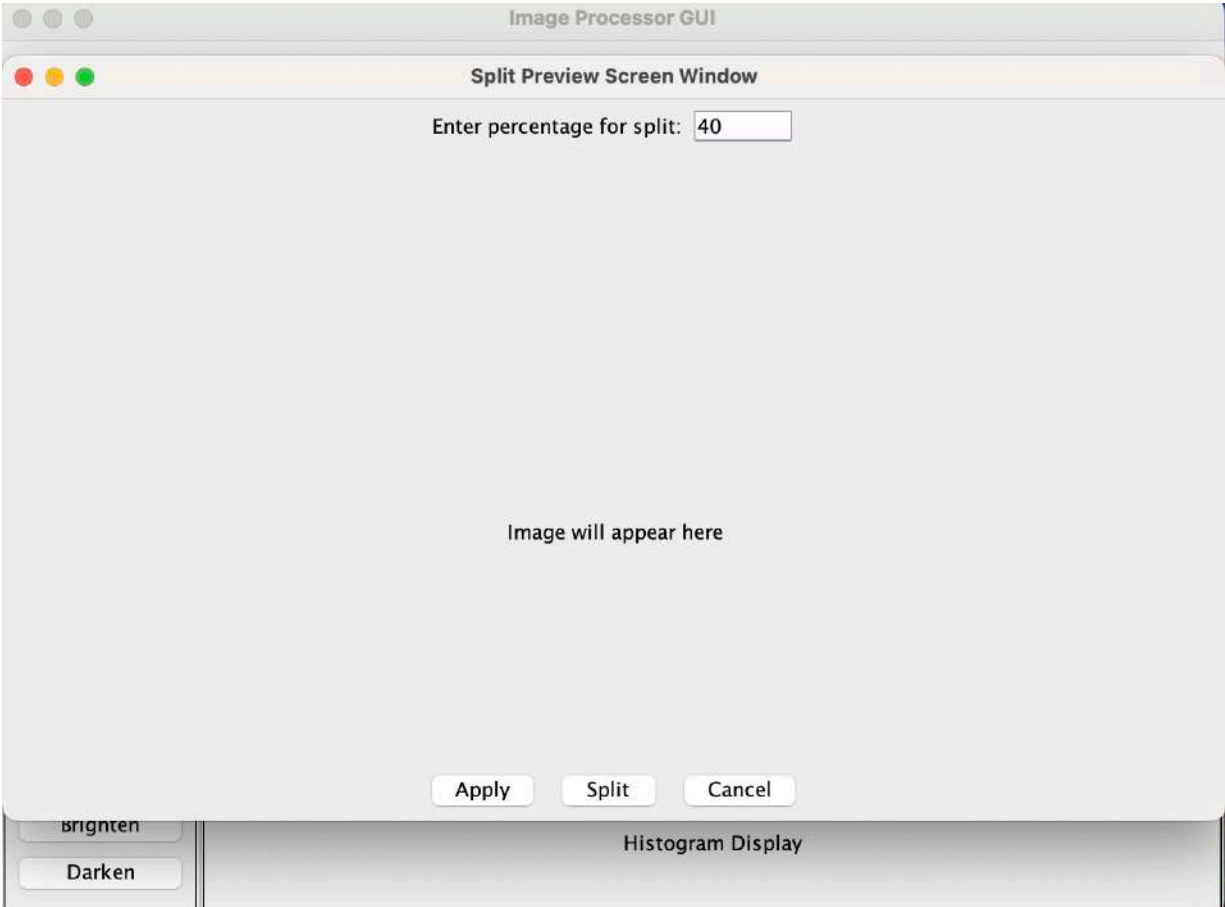 Image Processor GUI
Split Preview Screen Window
Enter percentage for split: 40
Image will appear here
Apply Split Cancel
Brighten
Histogram Display
Darken